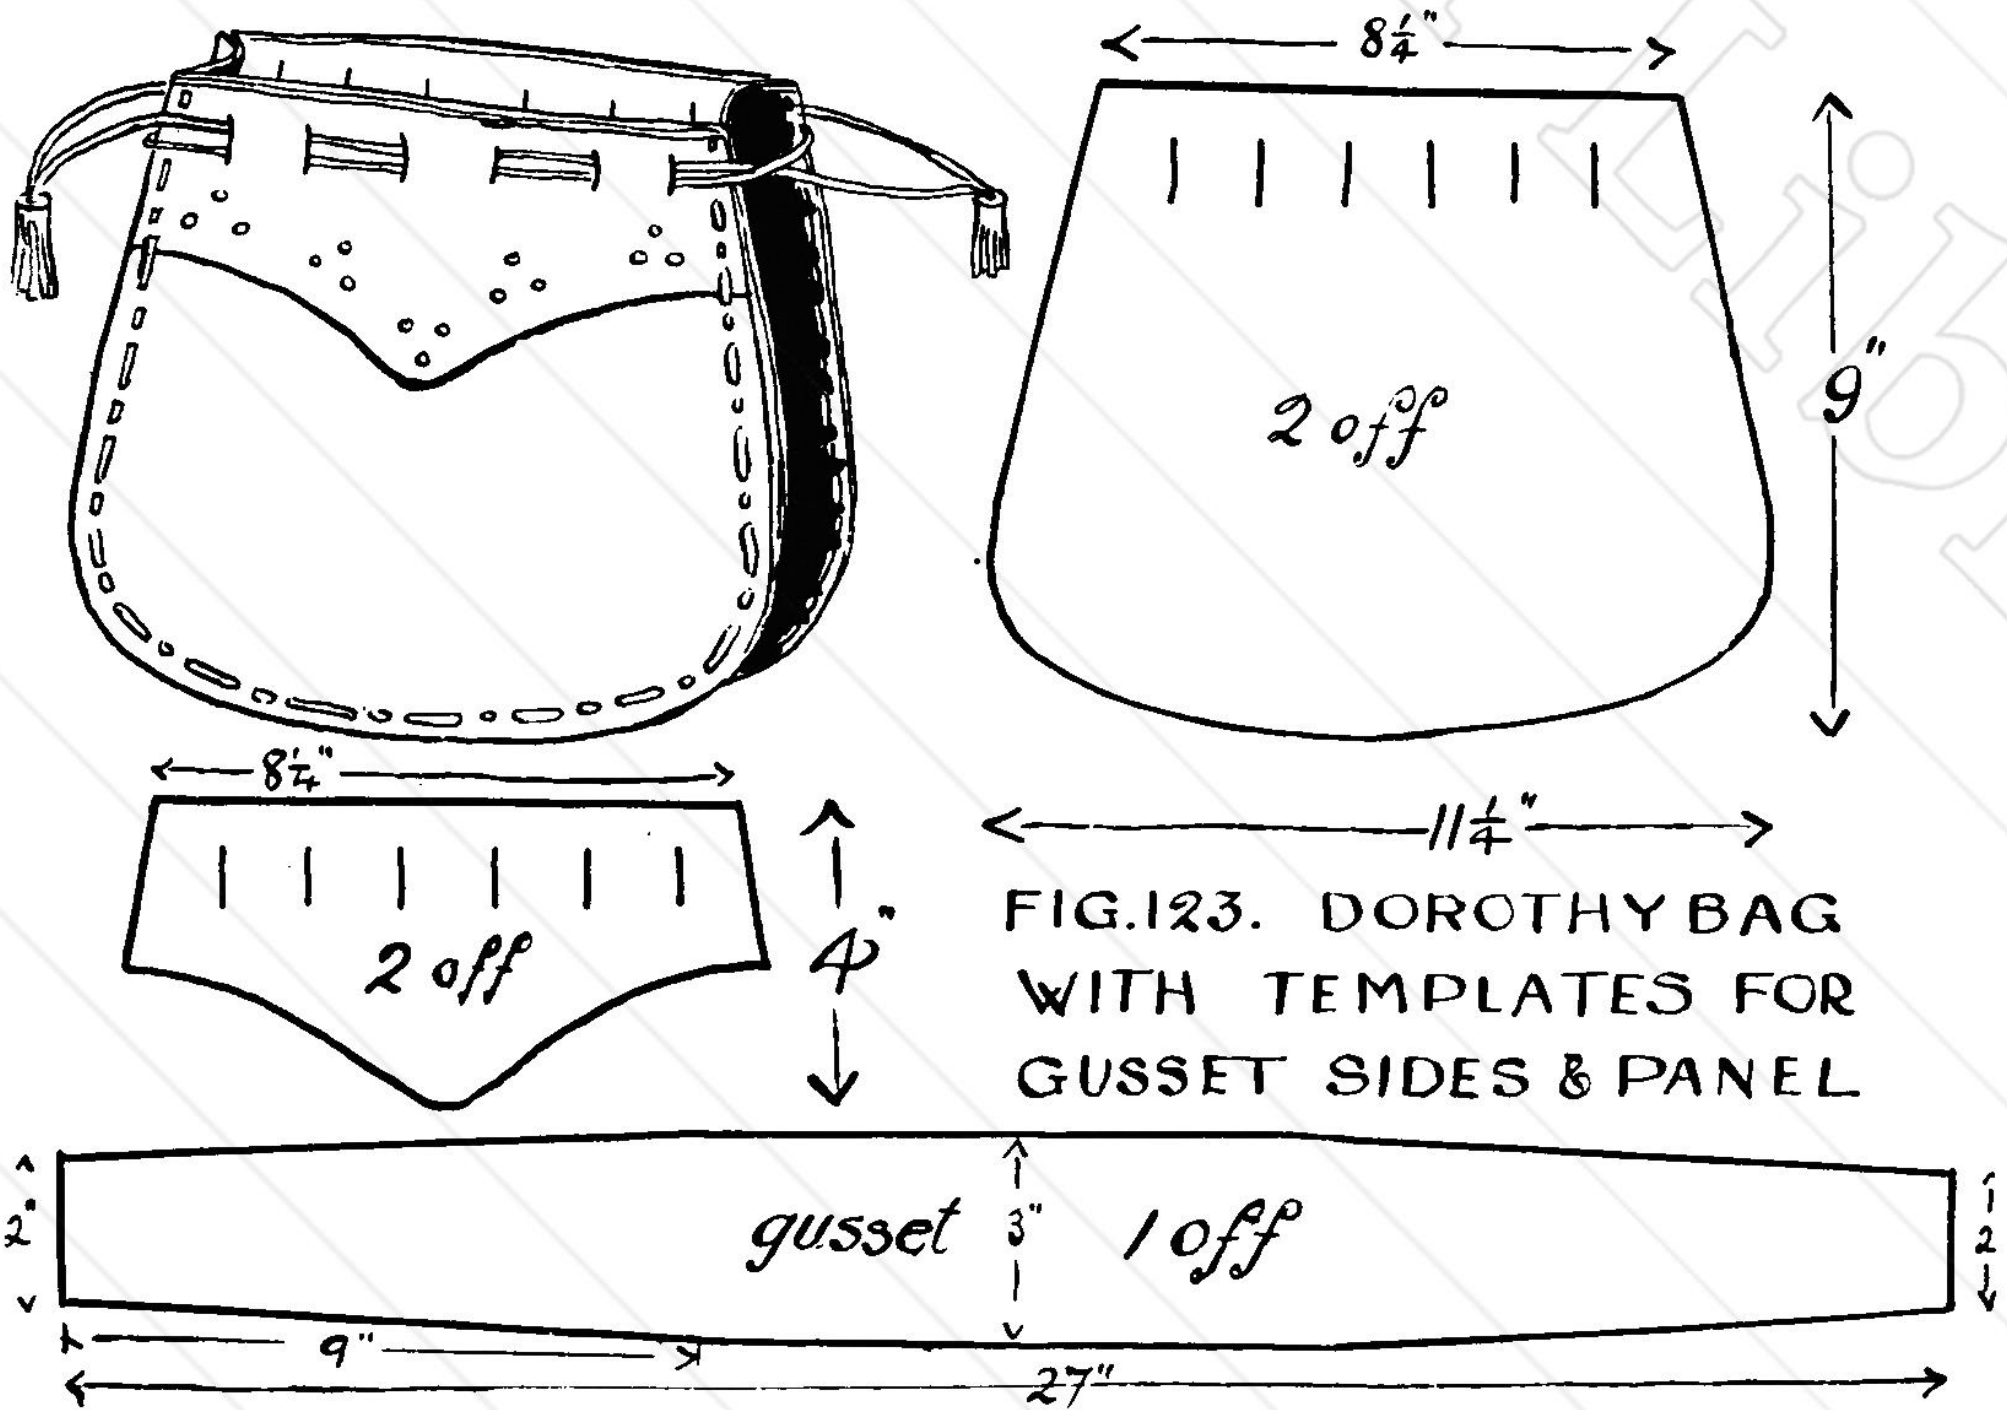 8¼"
2 off
9"
8¼"
11¼"
2 off
4"
FIG.123. DOROTHY BAG
WITH TEMPLATES FOR
GUSSET SIDES & PANEL
2"
gusset 3" 1 off
2
9"
27"
Lib